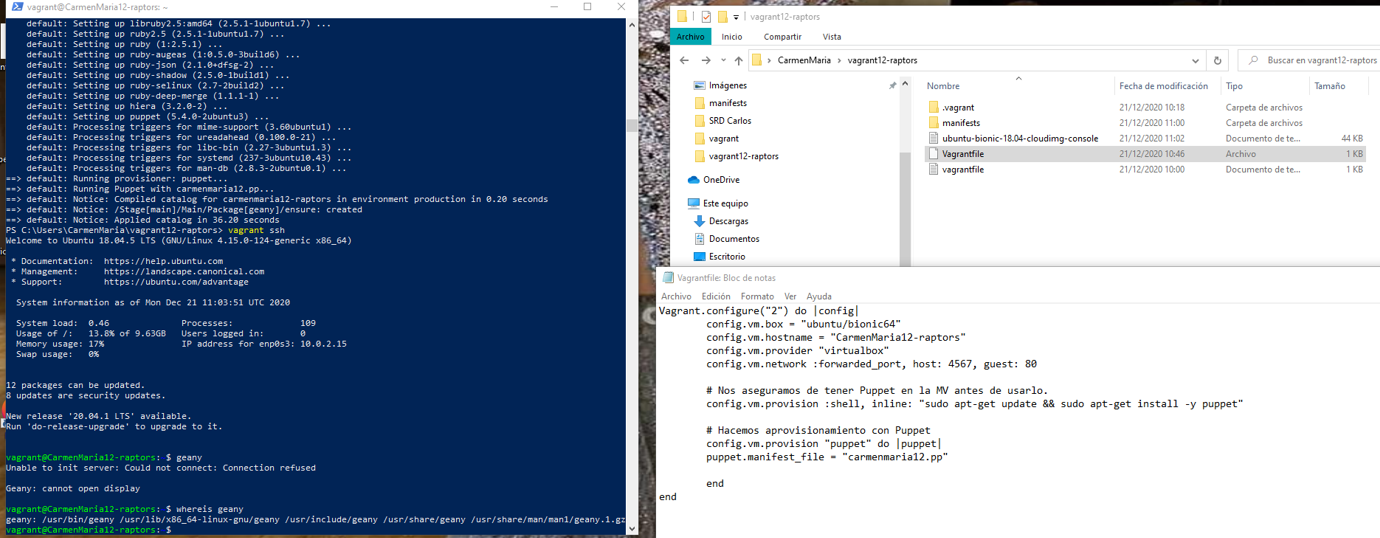 vagrant@CarmenMaria12-raptors: ~
default: Setting up libruby2.5:amd64 (2.5.1-1ubuntu1.7) ...
default: Setting up ruby2.5 (2.5.1-1ubuntu1.7) ...
default: Setting up ruby (1:2.5.1) ...
default: Setting up ruby-augeas (1:0.5.0-3build6) ...
default: Setting up ruby-json (2.1.0+dfsg-2) ...
default: Setting up ruby-shadow (2.5.0-1build1) ...
default: Setting up ruby-selinux (2.7-2build2) ...
default: Setting up ruby-deep-merge (1.1.1-1) ...
default: Setting up hiera (3.2.0-2) ...
default: Setting up puppet (5.4.0-2ubuntu3) ...
default: Processing triggers for mime-support (3.60ubuntu1) ...
default: Processing triggers for ureadahead (0.100.0-21) ...
default: Processing triggers for libc-bin (2.27-3ubuntu1.3) ...
default: Processing triggers for systemd (237-3ubuntu10.43) ...
default: Processing triggers for man-db (2.8.3-2ubuntu0.1) ...
==> default: Running provisioner: puppet...
==> default: Running Puppet with carmenmaria12.pp...
==> default: Notice: Compiled catalog for carmenmaria12-raptors in environment production in 0.20 seconds
==> default: Notice: /Stage[main]/Main/Package[geany]/ensure: created
==> default: Notice: Applied catalog in 36.20 seconds
PS C:\Users\CarmenMaria\vagrant12-raptors> vagrant ssh
Welcome to Ubuntu 18.04.5 LTS (GNU/Linux 4.15.0-124-generic x86_64)
* Documentation: https://help.ubuntu.com
* Management: https://landscape.canonical.com
* Support: https://ubuntu.com/advantage
System information as of Mon Dec 21 11:03:51 UTC 2020
System load: 0.46 Processes: 109
Usage of /: 13.8% of 9.63GB Users logged in: 0
Memory usage: 17% IP address for enp0s3: 10.0.2.15
Swap usage: 0%
12 packages can be updated.
8 updates are security updates.
New release '20.04.1 LTS' available.
Run 'do-release-upgrade' to upgrade to it.
vagrant@CarmenMaria12-raptors: $ geany
Unable to init server: Could not connect: Connection refused
Geany: cannot open display
vagrant@CarmenMaria12-raptors: $ whereis geany
geany: /usr/bin/geany /usr/lib/x86_64-linux-gnu/geany /usr/include/geany /usr/share/geany /usr/share/man/man1/geany.1.gz
vagrant@CarmenMaria12-raptors: $
vagrant12-raptors
Archivo Inicio Compartir Vista
CarmenMaria > vagrant12-raptors
Buscar en vagrant12-raptors
Imágenes
manifests
SRD Carlos
vagrant
vagrant12-raptors
OneDrive
Este equipo
Descargas
Documentos
Escritorio
Nombre Fecha de modificación Tipo Tamaño
.vagrant 21/12/2020 10:18 Carpeta de archivos
manifests 21/12/2020 11:00 Carpeta de archivos
ubuntu-bionic-18.04-cloudimg-console 21/12/2020 11:02 Documento de te... 44 KB
Vagrantfile 21/12/2020 10:46 Archivo 1 KB
vagrantfile 21/12/2020 10:00 Documento de te... 1 KB
Vagrantfile: Bloc de notas
Archivo Edición Formato Ver Ayuda
Vagrant.configure("2") do |config|
config.vm.box = "ubuntu/bionic64"
config.vm.hostname = "CarmenMaria12-raptors"
config.vm.provider "virtualbox"
config.vm.network :forwarded_port, host: 4567, guest: 80
# Nos aseguramos de tener Puppet en la MV antes de usarlo.
config.vm.provision :shell, inline: "sudo apt-get update && sudo apt-get install -y puppet"
# Hacemos aprovisionamiento con Puppet
config.vm.provision "puppet" do |puppet|
puppet.manifest_file = "carmenmaria12.pp"
end
end